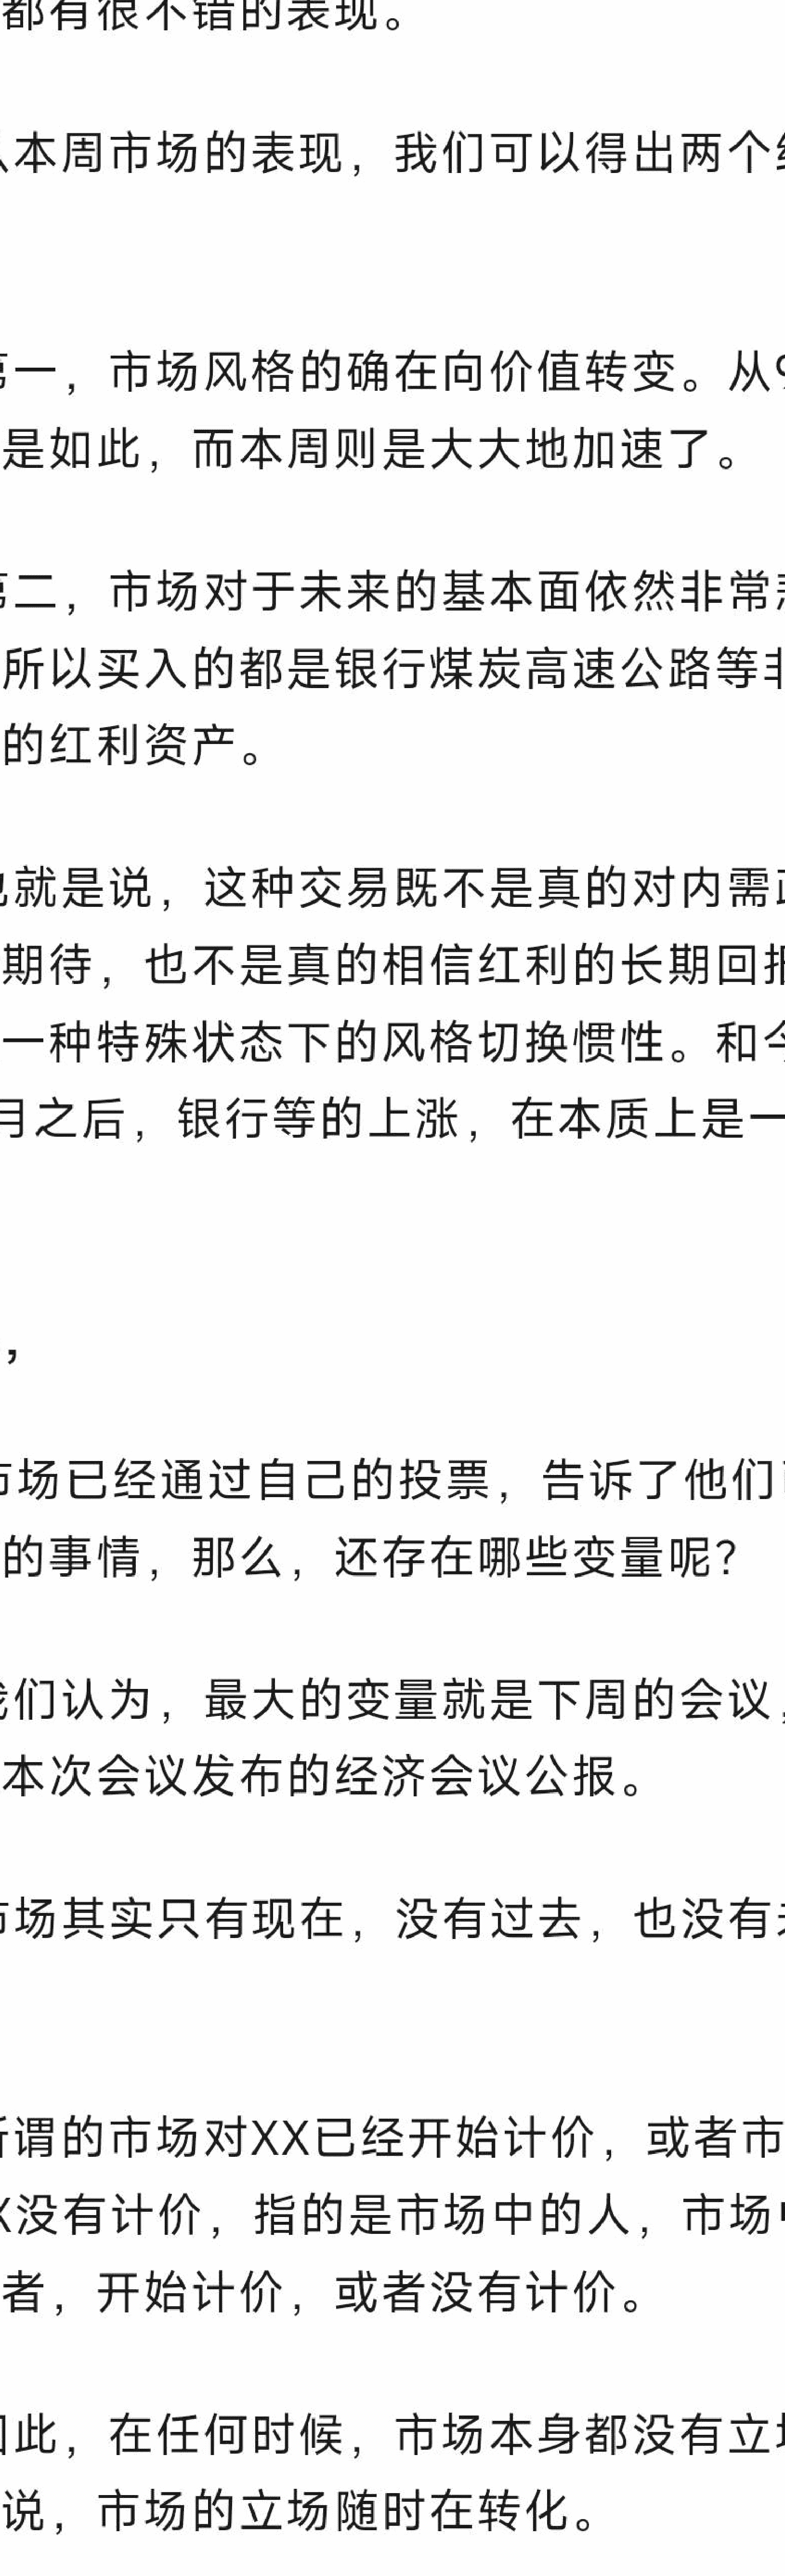 都有很不错的表现。
本周市场的表现，我们可以得出两个
一，市场风格的确在向价值转变。从
是如此，而本周则是大大地加速了。
二，市场对于未来的基本面依然非常
所以买入的都是银行煤炭高速公路等
的红利资产。
就是说，这种交易既不是真的对内需
期待，也不是真的相信红利的长期回
一种特殊状态下的风格切换惯性。和
月之后，银行等的上涨，在本质上是一
，
市场已经通过自己的投票，告诉了他们
的事情，那么，还存在哪些变量呢？
我们认为，最大的变量就是下周的会议，
本次会议发布的经济会议公报。
市场其实只有现在，没有过去，也没有
所谓的市场对XX已经开始计价，或者市
X没有计价，指的是市场中的人，市场
者，开始计价，或者没有计价。
如此，在任何时候，市场本身都没有立
说，市场的立场随时在转化。